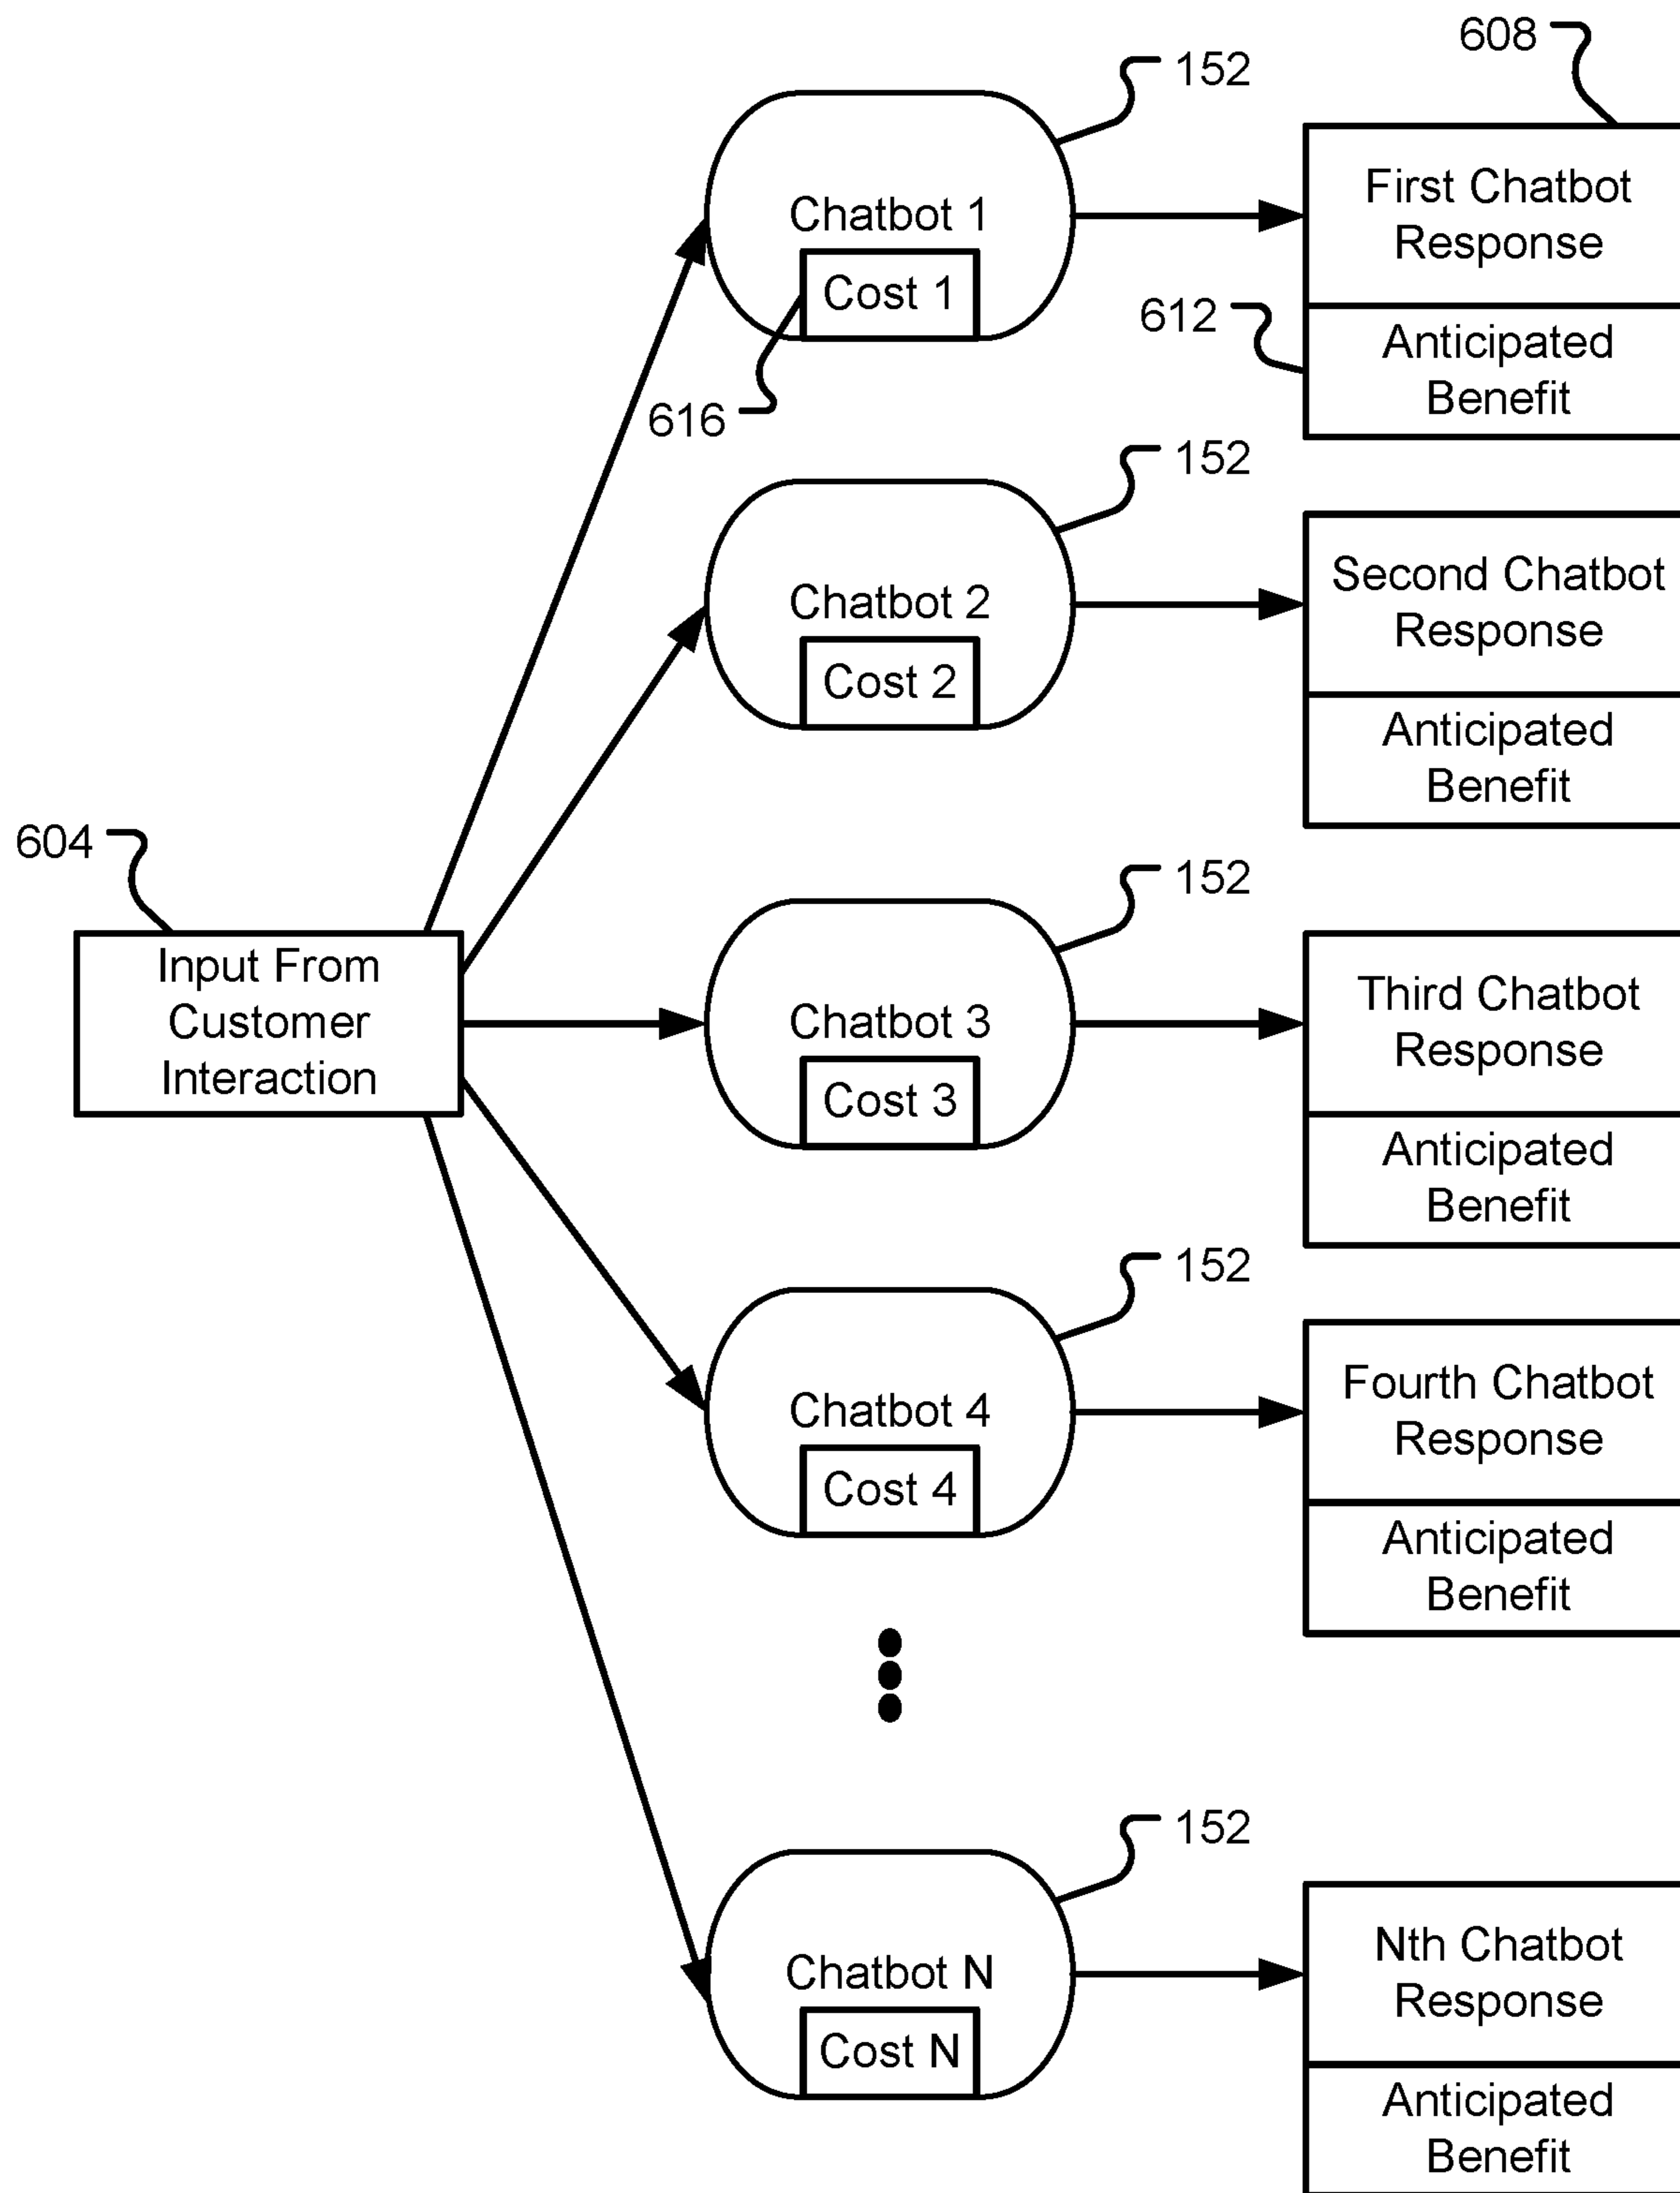 608
152
First Chatbot
Response
Chatbot 1
Cost 1
612
Anticipated
Benefit
616
152
Second Chatbot
Response
Chatbot 2
Cost 2
Anticipated
Benefit
604
152
Input From
Customer
Interaction
Third Chatbot
Response
Chatbot 3
Cost 3
Anticipated
Benefit
152
Fourth Chatbot
Response
Chatbot 4
Cost 4
Anticipated
Benefit
152
Nth Chatbot
Response
Chatbot N
Cost N
Anticipated
Benefit